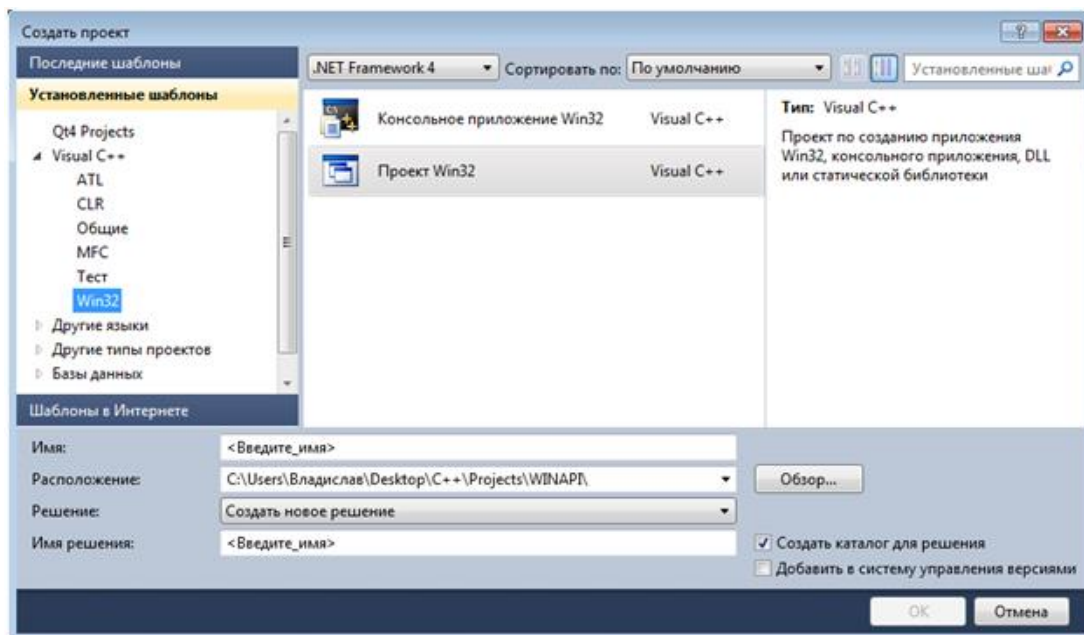 Создать проект
Последние шаблоны
.NET Framework 4
Сортировать по:
По умолчанию
Установленные ша
Установленные шаблоны
Qt4 Projects
Visual C++
ATL
CLR
Общие
MFC
Тест
Win32
Другие языки
Другие типы проектов
Базы данных
Шаблоны в Интернете
Консольное приложение Win32 Visual C++
Проект Win32 Visual C++
Тип: Visual C++
Проект по созданию приложения
Win32, консольного приложения, DLL
или статической библиотеки
Имя: <Введите_имя>
Расположение: C:\Users\Владислав\Desktop\C++\Projects\WINAPI\
Обзор...
Решение: Создать новое решение
Имя решения: <Введите_имя>
Создать каталог для решения
Добавить в систему управления версиями
OK
Отмена